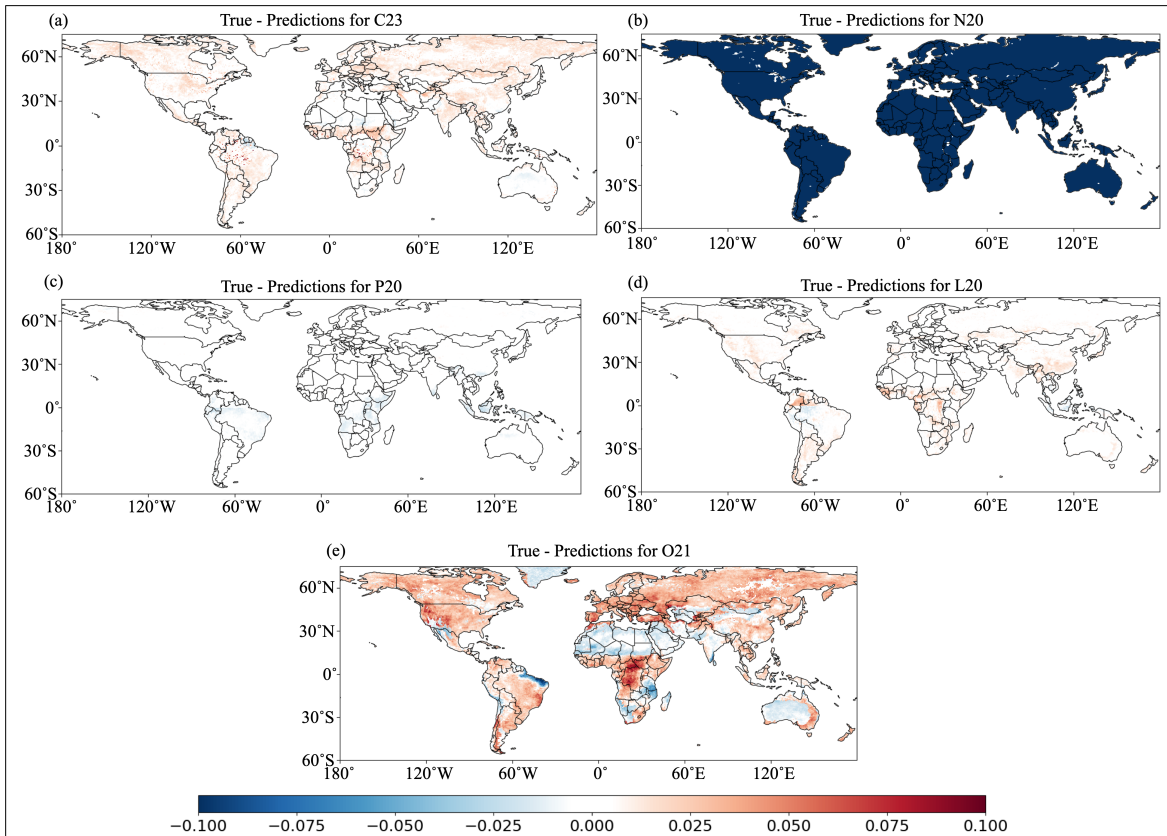 (a) True - Predictions for C23
60˚N
30˚N
0˚
30˚S
60˚S
180˚ 120˚W 60˚W 0˚ 60˚E 120˚E
(b) True - Predictions for N20
60˚N
30˚N
0˚
30˚S
60˚S
180˚ 120˚W 60˚W 0˚ 60˚E 120˚E
(c) True - Predictions for P20
60˚N
30˚N
0˚
30˚S
60˚S
180˚ 120˚W 60˚W 0˚ 60˚E 120˚E
(d) True - Predictions for L20
60˚N
30˚N
0˚
30˚S
60˚S
180˚ 120˚W 60˚W 0˚ 60˚E 120˚E
(e) True - Predictions for O21
60˚N
30˚N
0˚
30˚S
60˚S
180˚ 120˚W 60˚W 0˚ 60˚E 120˚E
−0.100 −0.075 −0.050 −0.025 0.000 0.025 0.050 0.075 0.100